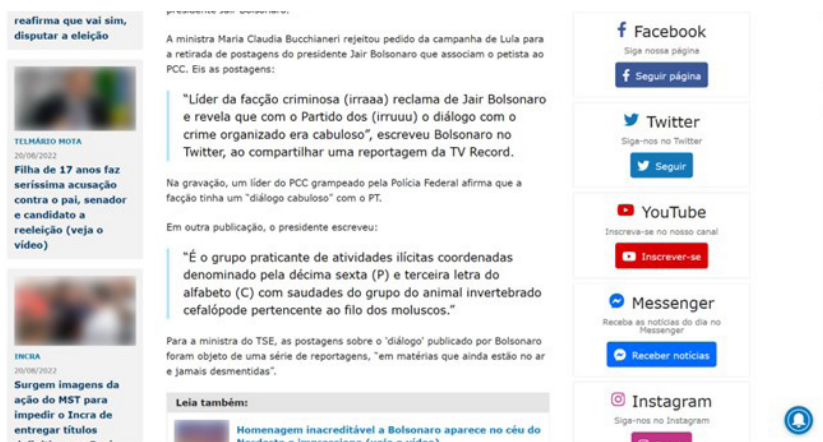 reafirma que vai sim,
disputar a eleição
TELMÁRIO MOTA
20/08/2022
Filha de 17 anos faz
seríssima acusação
contra o pai, senador
e candidato a
reeleição (veja o
vídeo)
INCRA
20/08/2022
Surgem imagens da
ação do MST para
impedir o Incra de
entregar títulos
presidente Jair Bolsonaro.
A ministra Maria Claudia Bucchianeri rejeitou pedido da campanha de Lula para
a retirada de postagens do presidente Jair Bolsonaro que associam o petista ao
PCC. Eis as postagens:
"Líder da facção criminosa (irraaa) reclama de Jair Bolsonaro
e revela que com o Partido dos (irruuu) o diálogo com o
crime organizado era cabuloso", escreveu Bolsonaro no
Twitter, ao compartilhar uma reportagem da TV Record.
Na gravação, um líder do PCC grampeado pela Polícia Federal afirma que a
facção tinha um "diálogo cabuloso" com o PT.
Em outra publicação, o presidente escreveu:
"É o grupo praticante de atividades ilícitas coordenadas
denominado pela décima sexta (P) e terceira letra do
alfabeto (C) com saudades do grupo do animal invertebrado
cefalópode pertencente ao filo dos moluscos."
Para a ministra do TSE, as postagens sobre o 'diálogo' publicado por Bolsonaro
foram objeto de uma série de reportagens, "em matérias que ainda estão no ar
e jamais desmentidas".
Leia também:
Homenagem inacreditável a Bolsonaro aparece no céu do
Nordeste e impressiona (veja o vídeo)
Facebook
Siga nossa página
Seguir página
Twitter
Siga-nos no Twitter
Seguir
YouTube
Inscreva-se no nosso canal
Inscrever-se
Messenger
Receba as notícias do dia no
Messenger
Receber notícias
Instagram
Siga-nos no Instagram